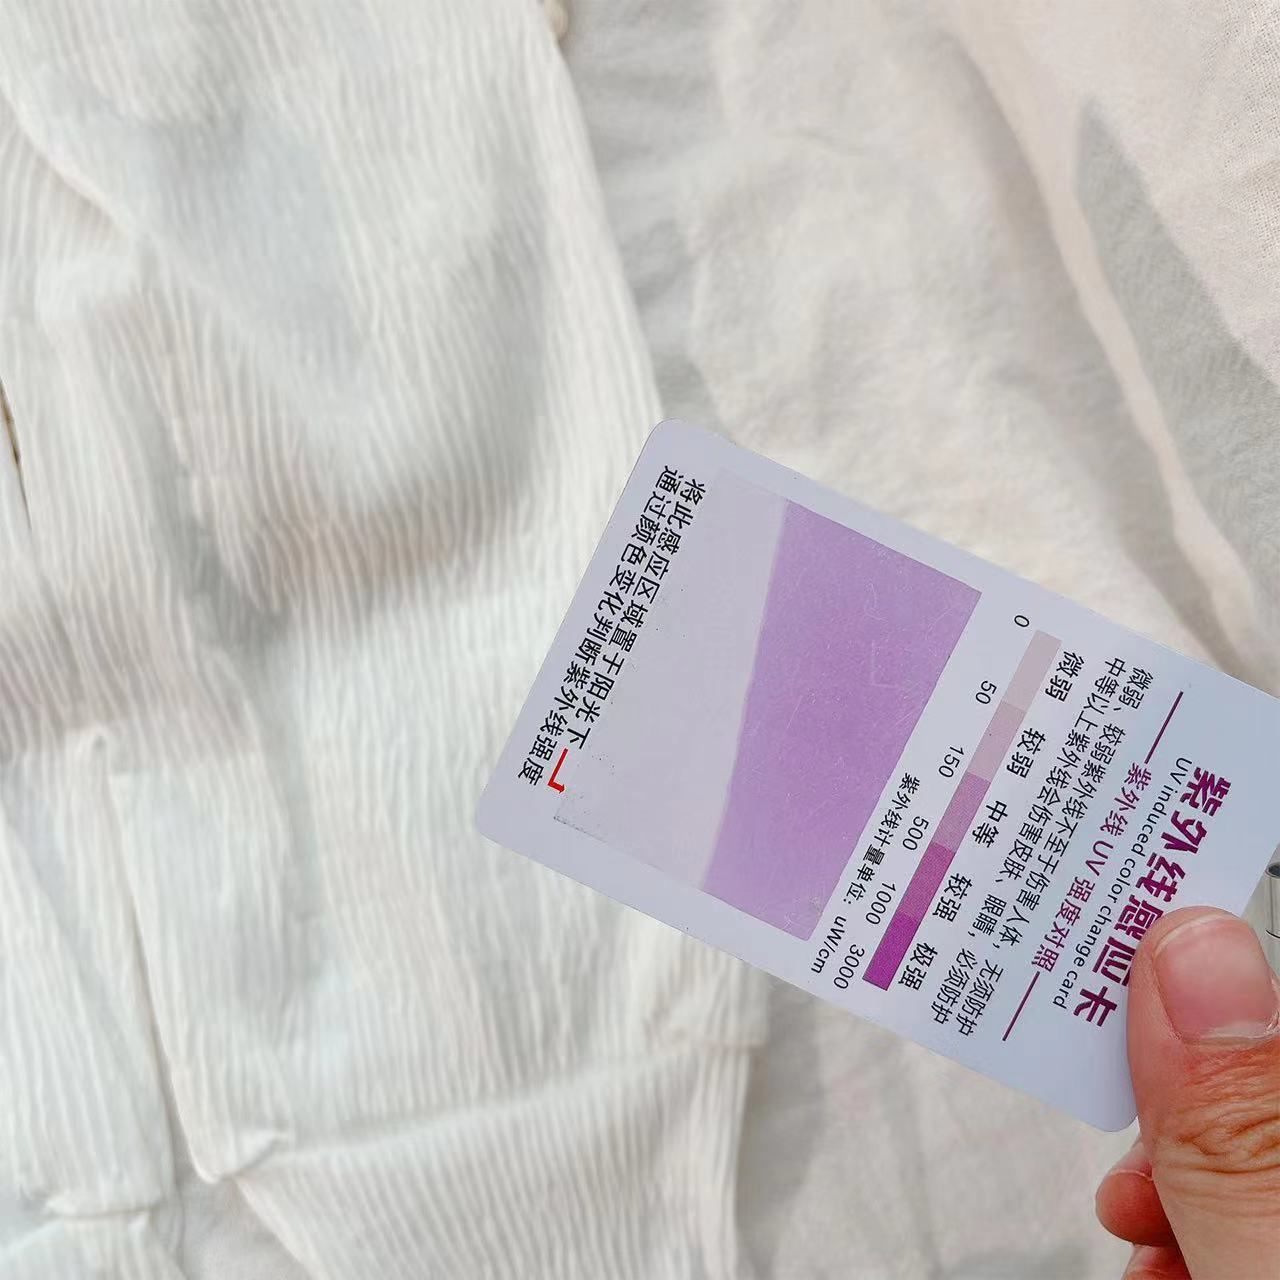 紫外线感应卡
UV induced color change card
紫外线 UV 强度对照
微弱、较弱紫外线不至于伤害人体，无须防护
中等以上紫外线会伤害皮肤、眼睛，必须防护
微弱 较弱 中等 较强 极强
0 50 150 500 1000 3000
紫外线计量单位：uW/cm
将此感应区域置于阳光下
通过颜色变化判断紫外线强度